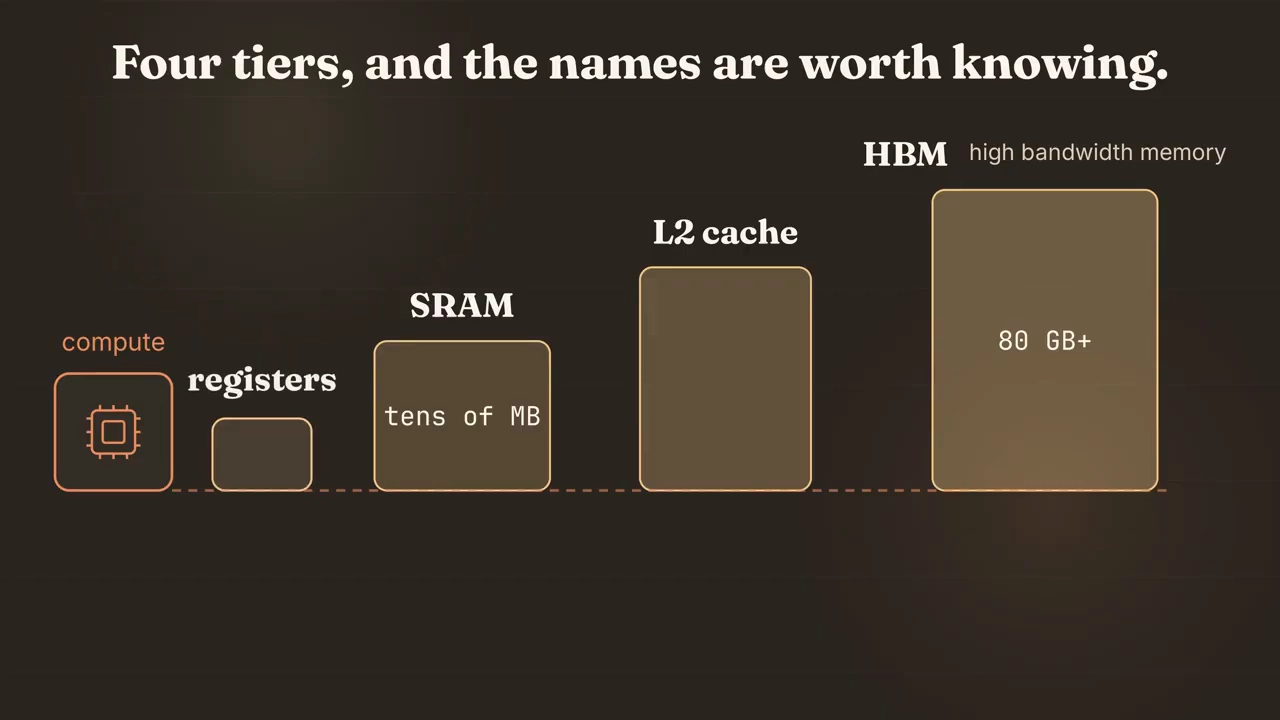 Four tiers, and the names are worth knowing.
HBM high bandwidth memory
L2 cache
SRAM
compute
registers
80 GB+
tens of MB